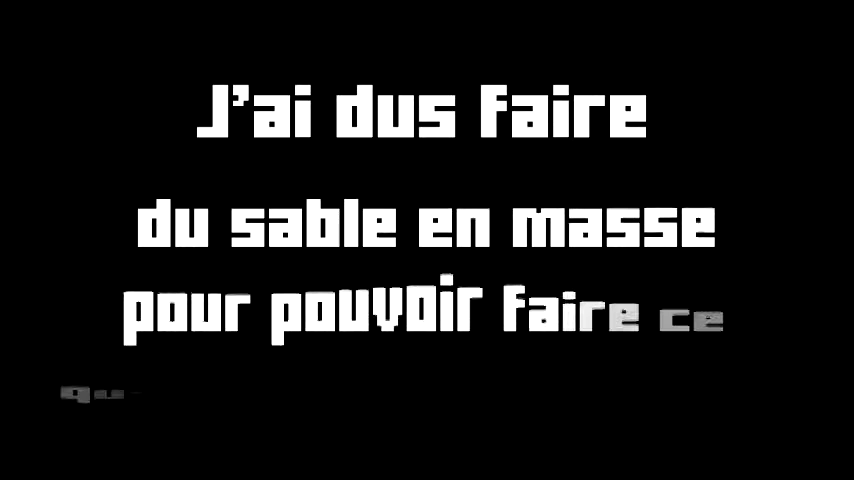 J'ai dus faire
du sable en masse
pour pouvoir faire ce